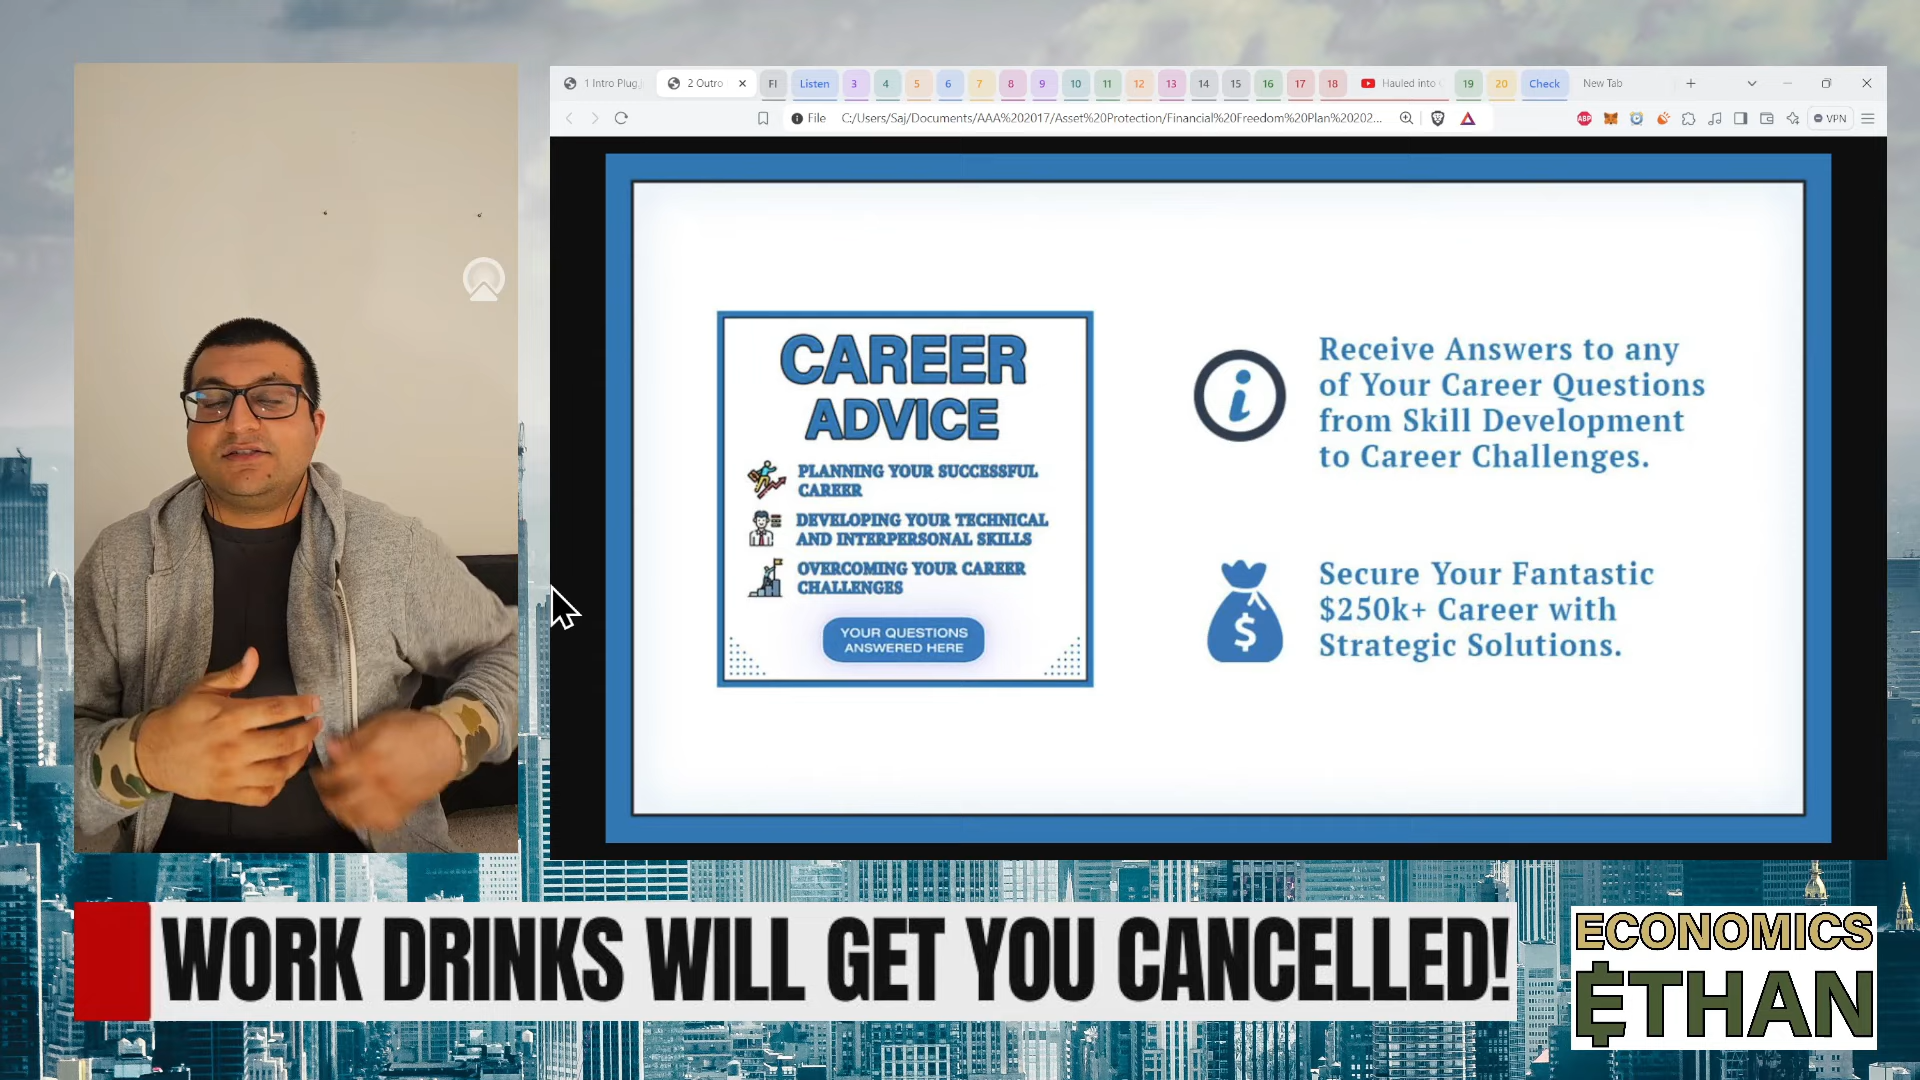 1 Intro Plug.
2 Outro
FI
Listen
3
4
5
6
7
8
9
10
11
12
13
14
15
16
17
18
Hauled into
19
20
Check
New Tab
File
C:/Users/Saj/Documents/AAA%202017/Asset%20Protection/Financial%20Freedom%20Plan%20202...
ABP
VPN
CAREER
ADVICE
PLANNING YOUR SUCCESSFUL
CAREER
DEVELOPING YOUR TECHNICAL
AND INTERPERSONAL SKILLS
OVERCOMING YOUR CAREER
CHALLENGES
YOUR QUESTIONS
ANSWERED HERE
Receive Answers to any
of Your Career Questions
from Skill Development
to Career Challenges.
Secure Your Fantastic
$250k+ Career with
Strategic Solutions.
WORK DRINKS WILL GET YOU CANCELLED!
ECONOMICS
ETHAN